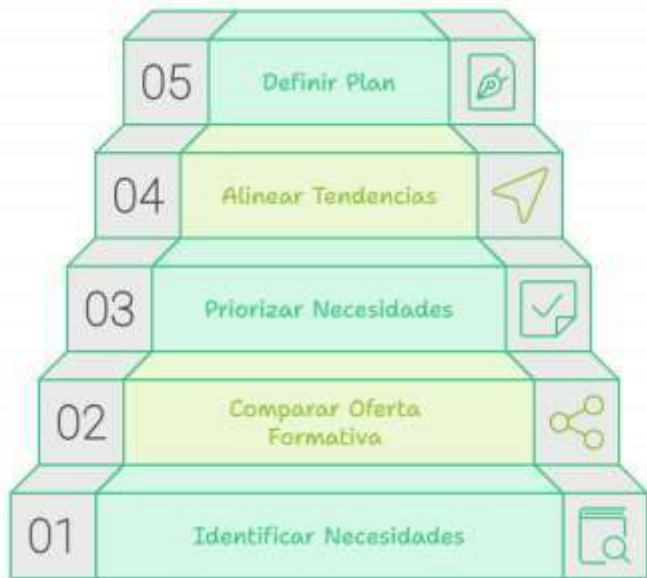 05
Definir Plan
04
Alinear Tendencias
03
Priorizar Necesidades
02
Comparar Oferta
Formativa
01
Identificar Necesidades